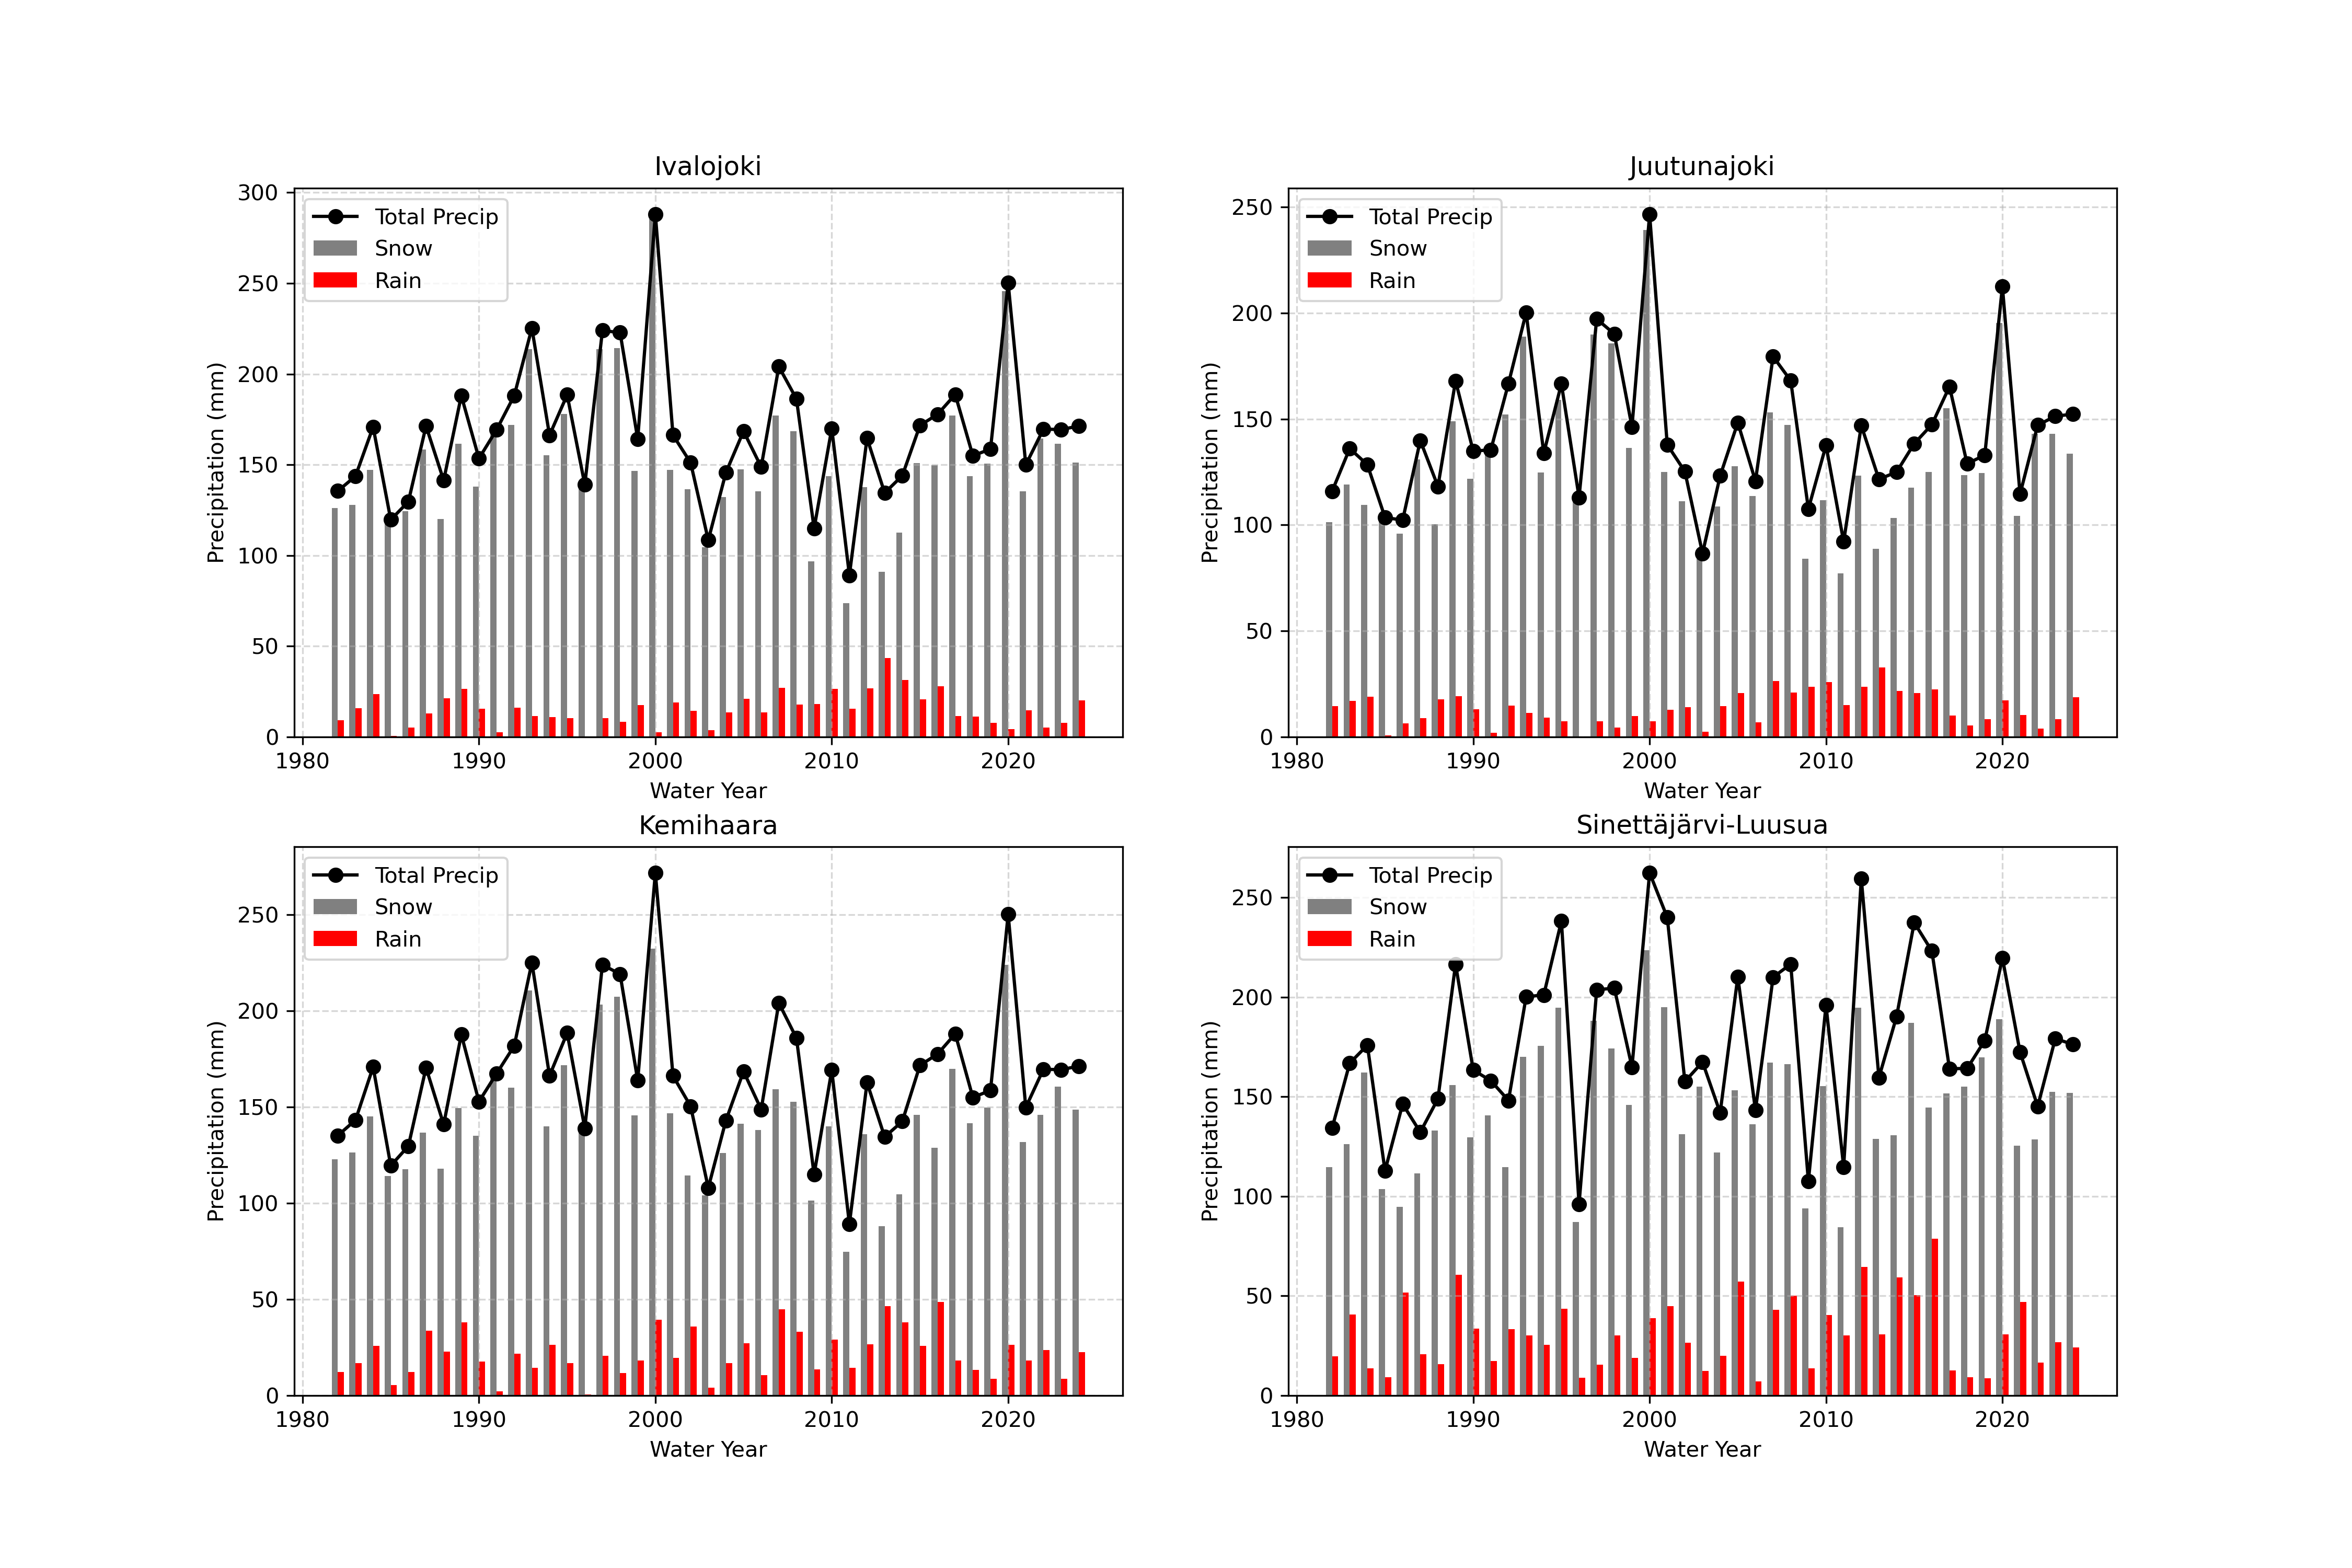 Ivalojoki
300
250
200
150
100
50
0
Precipitation (mm)
Total Precip
Snow
Rain
1980 1990 2000 2010 2020
Water Year
Juutunajoki
250
200
150
100
50
0
Precipitation (mm)
Total Precip
Snow
Rain
1980 1990 2000 2010 2020
Water Year
Kemihaara
250
200
150
100
50
0
Precipitation (mm)
Total Precip
Snow
Rain
1980 1990 2000 2010 2020
Water Year
Sinettäjärvi-Luusua
250
200
150
100
50
0
Precipitation (mm)
Total Precip
Snow
Rain
1980 1990 2000 2010 2020
Water Year